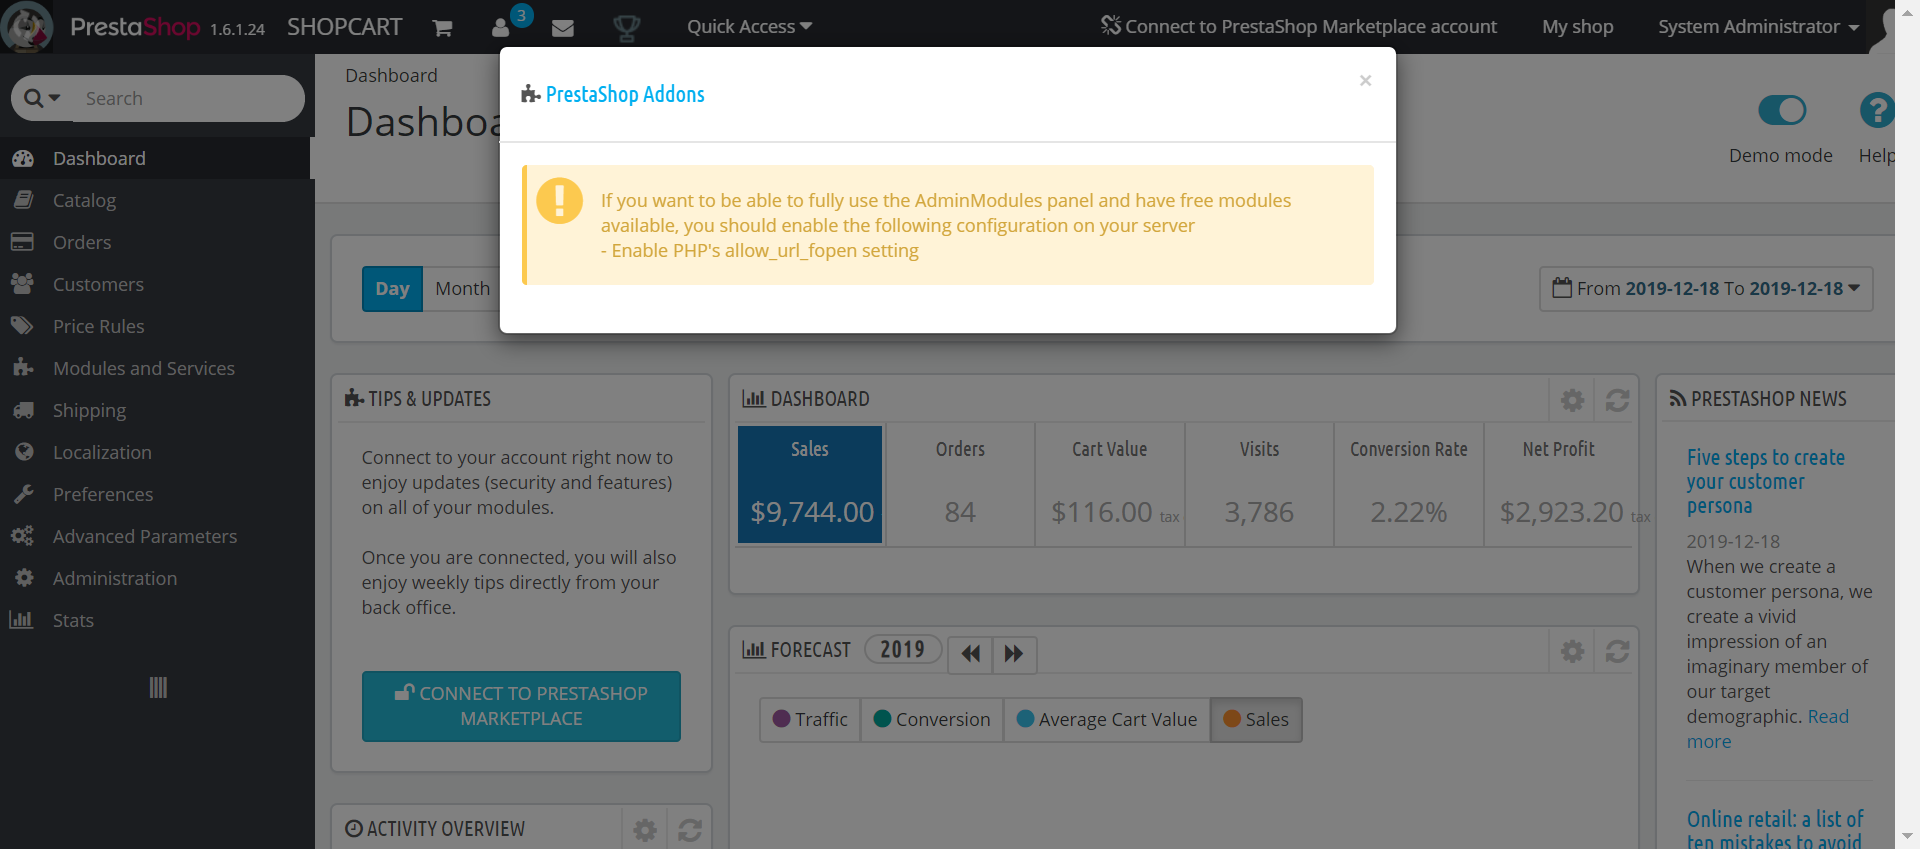 PrestaShop 1.6.1.24 SHOPCART 3 Quick Access Connect to PrestaShop Marketplace account My shop System Administrator
Search
Dashboard
Catalog
Orders
Customers
Price Rules
Modules and Services
Shipping
Localization
Preferences
Advanced Parameters
Administration
Stats
Dashboard
Dashboa
Demo mode
Help
PrestaShop Addons
×
If you want to be able to fully use the AdminModules panel and have free modules
available, you should enable the following configuration on your server
- Enable PHP's allow_url_fopen setting
Day Month
From 2019-12-18 To 2019-12-18
TIPS & UPDATES
Connect to your account right now to
enjoy updates (security and features)
on all of your modules.
Once you are connected, you will also
enjoy weekly tips directly from your
back office.
CONNECT TO PRESTASHOP
MARKETPLACE
ACTIVITY OVERVIEW
DASHBOARD
Sales Orders Cart Value Visits Conversion Rate Net Profit
$9,744.00 84 $116.00 tax 3,786 2.22% $2,923.20 tax
FORECAST 2019
Traffic Conversion Average Cart Value Sales
PRESTASHOP NEWS
Five steps to create
your customer
persona
2019-12-18
When we create a
customer persona, we
create a vivid
impression of an
imaginary member of
our target
demographic. Read
more
Online retail: a list of
ten mistakes to avoid